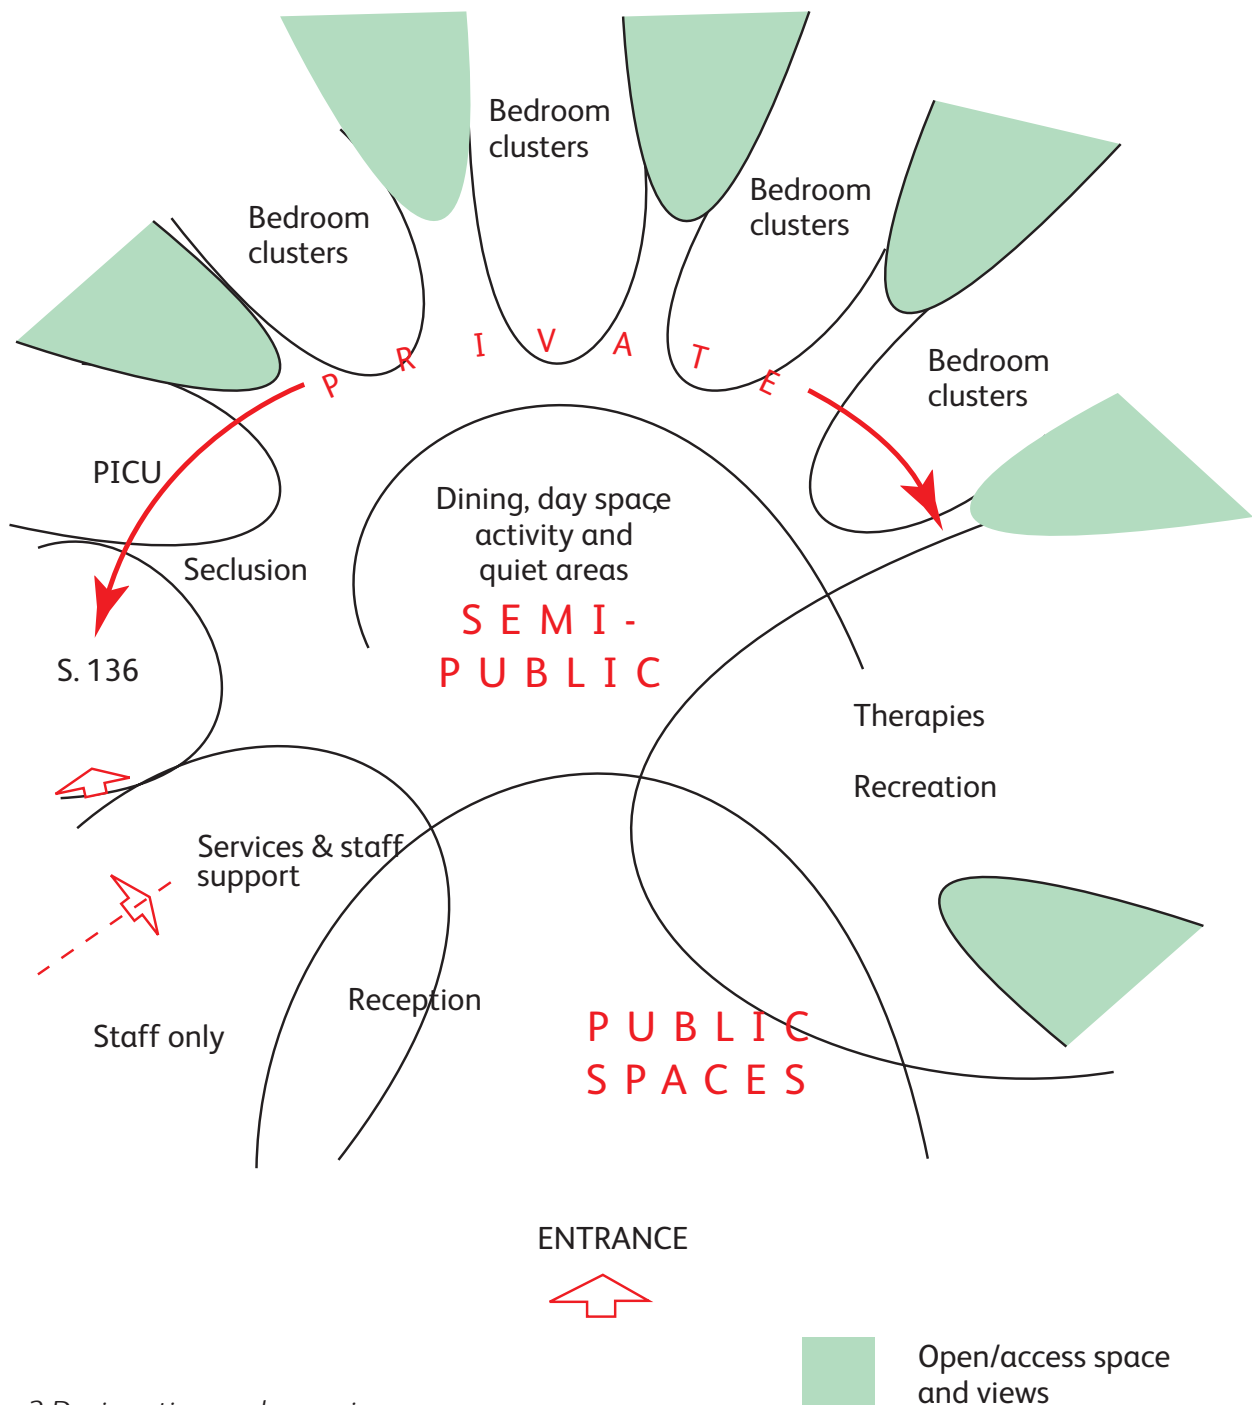 Bedroom
clusters
Bedroom
clusters
Bedroom
clusters
Bedroom
clusters
P R I V A T E
PICU
Seclusion
S. 136
Dining, day space,
activity and
quiet areas
SEMI-
PUBLIC
Therapies
Recreation
Services & staff
support
Reception
Staff only
PUBLIC
SPACES
ENTRANCE
Open/access space
and views